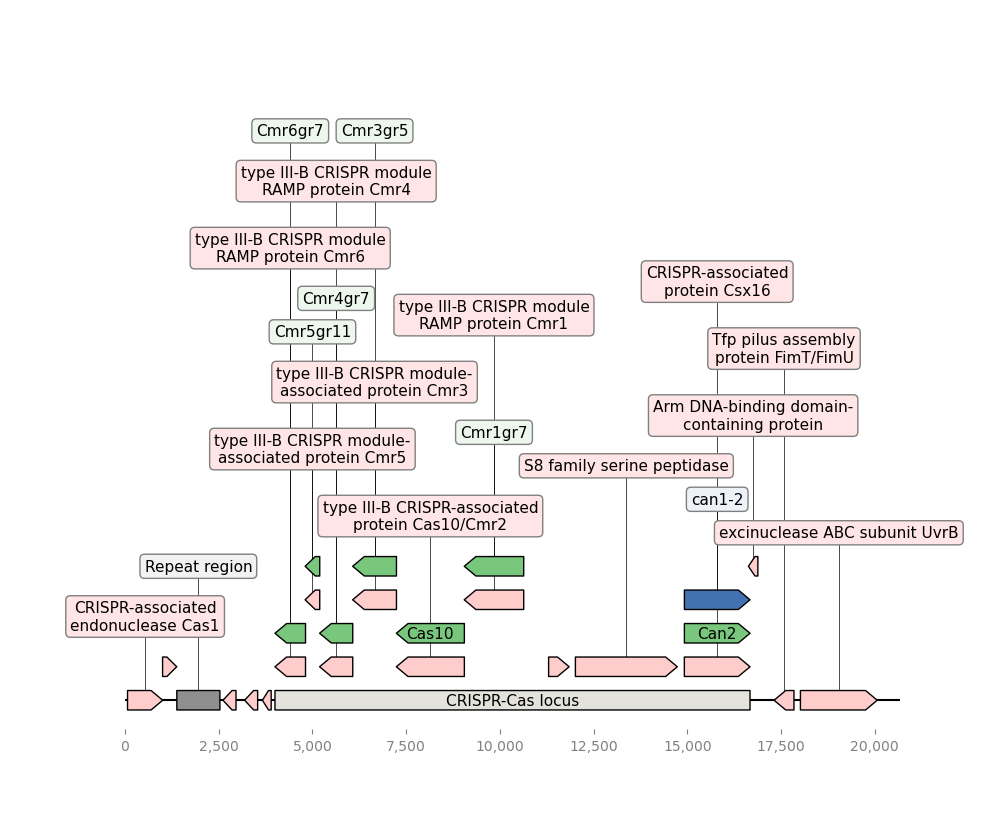 Cmr6gr7
Cmr3gr5
type III-B CRISPR module
RAMP protein Cmr4
type III-B CRISPR module
RAMP protein Cmr6
CRISPR-associated
protein Csx16
Cmr4gr7
type III-B CRISPR module
RAMP protein Cmr1
Cmr5gr11
Tfp pilus assembly
protein FimT/FimU
type III-B CRISPR module-
associated protein Cmr3
Arm DNA-binding domain-
containing protein
Cmr1gr7
type III-B CRISPR module-
associated protein Cmr5
S8 family serine peptidase
can1-2
type III-B CRISPR-associated
protein Cas10/Cmr2
excinuclease ABC subunit UvrB
Repeat region
CRISPR-associated
endonuclease Cas1
Cas10
Can2
CRISPR-Cas locus
0
2,500
5,000
7,500
10,000
12,500
15,000
17,500
20,000